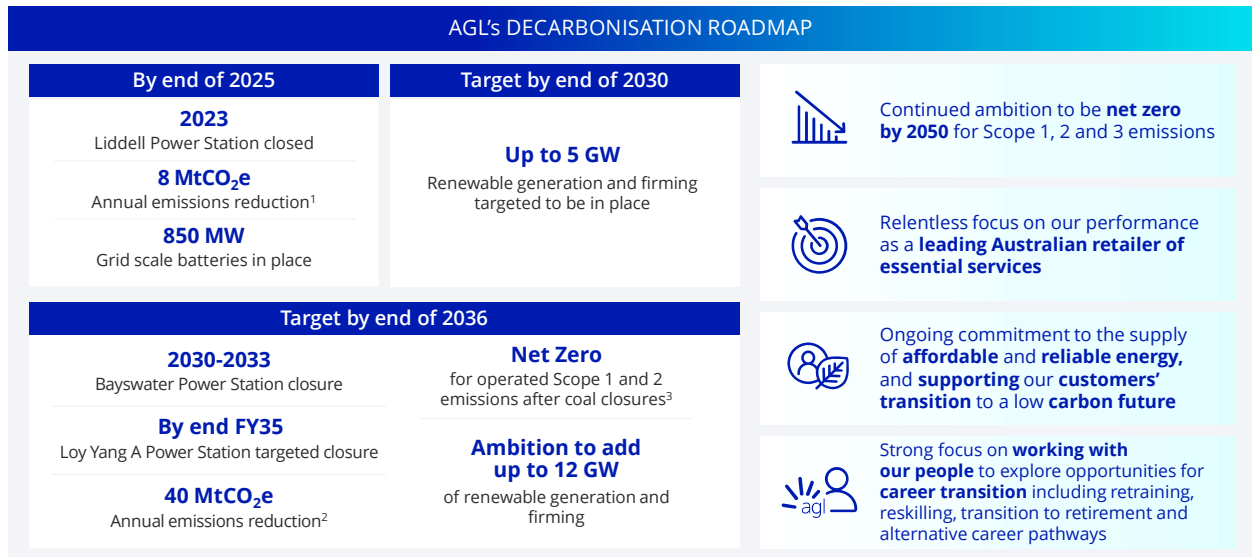 AGL's DECARBONISATION ROADMAP
By end of 2025
2023
Liddell Power Station closed
8 MtCO₂e
Annual emissions reduction¹
850 MW
Grid scale batteries in place
Target by end of 2030
Up to 5 GW
Renewable generation and firming
targeted to be in place
Target by end of 2036
2030-2033
Bayswater Power Station closure
By end FY35
Loy Yang A Power Station targeted closure
40 MtCO₂e
Annual emissions reduction²
Net Zero
for operated Scope 1 and 2
emissions after coal closures³
Ambition to add
up to 12 GW
of renewable generation and
firming
Continued ambition to be net zero
by 2050 for Scope 1, 2 and 3 emissions
Relentless focus on our performance
as a leading Australian retailer of
essential services
Ongoing commitment to the supply
of affordable and reliable energy,
and supporting our customers'
transition to a low carbon future
agl
Strong focus on working with
our people to explore opportunities for
career transition including retraining,
reskilling, transition to retirement and
alternative career pathways